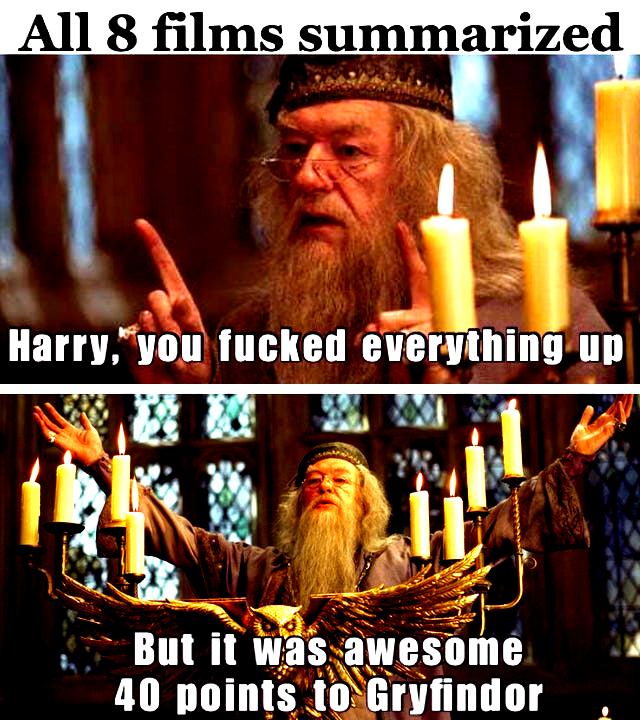 All 8 films summarized
Harry, you fucked everything up
But it was awesome
40 points to Gryfindor